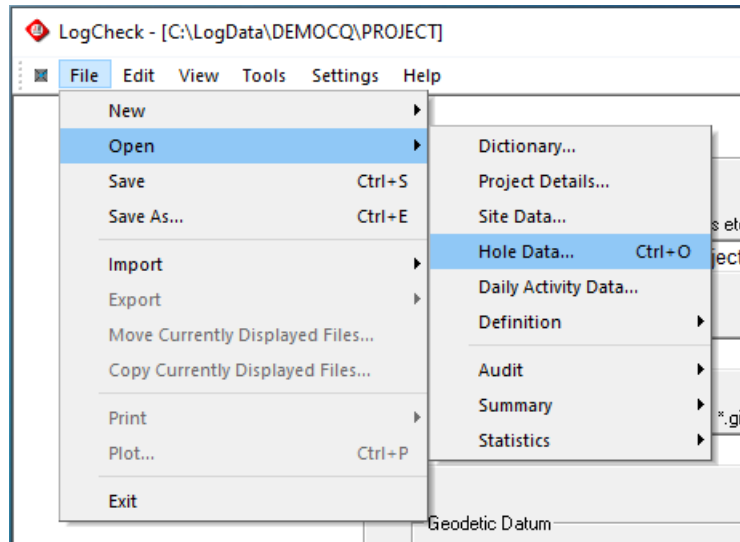 LogCheck - [C:\LogData\DEMOCQ\PROJECT]
File Edit View Tools Settings Help
New
Open
Save Ctrl+S
Save As... Ctrl+E
Import
Export
Move Currently Displayed Files...
Copy Currently Displayed Files...
Print
Plot... Ctrl+P
Exit
Dictionary...
Project Details...
Site Data...
Hole Data... Ctrl+O
Daily Activity Data...
Definition
Audit
Summary
Statistics
Geodetic Datum